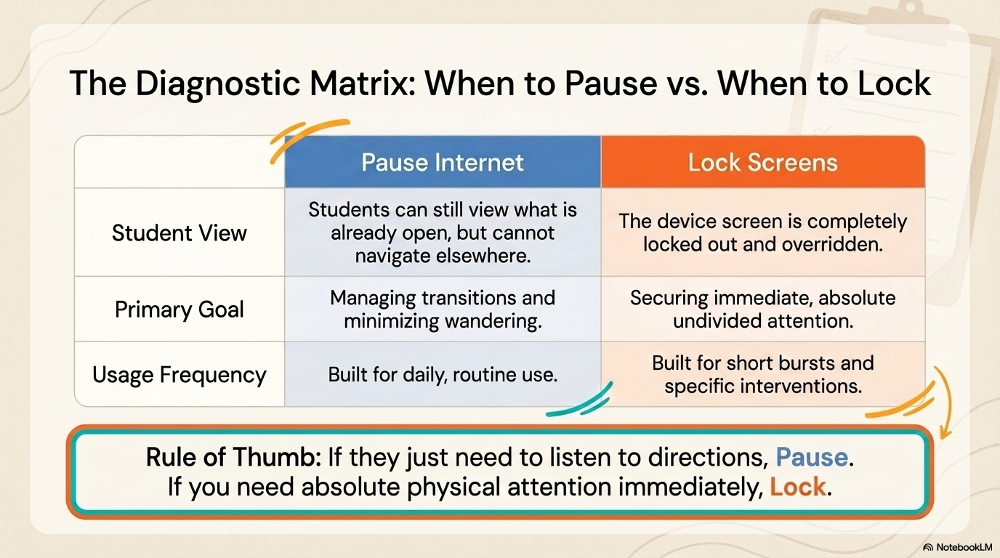 The Diagnostic Matrix: When to Pause vs. When to Lock
Pause Internet
Lock Screens
Student View
Students can still view what is
already open, but cannot
navigate elsewhere.
The device screen is completely
locked out and overridden.
Primary Goal
Managing transitions and
minimizing wandering.
Securing immediate, absolute
undivided attention.
Usage Frequency
Built for daily, routine use.
Built for short bursts and
specific interventions.
Rule of Thumb: If they just need to listen to directions, Pause.
If you need absolute physical attention immediately, Lock.
NotebookLM